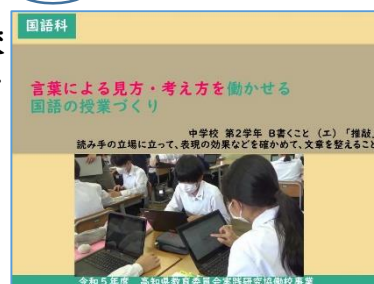 国語科
言葉による見方・考え方を働かせる
国語の授業づくり
中学校 第2学年 B書くこと （エ）「推敲」
読み手の立場に立って、表現の効果などを確かめて、文章を整えること
令和5年度 高知県教育委員会実践研究協働校事業